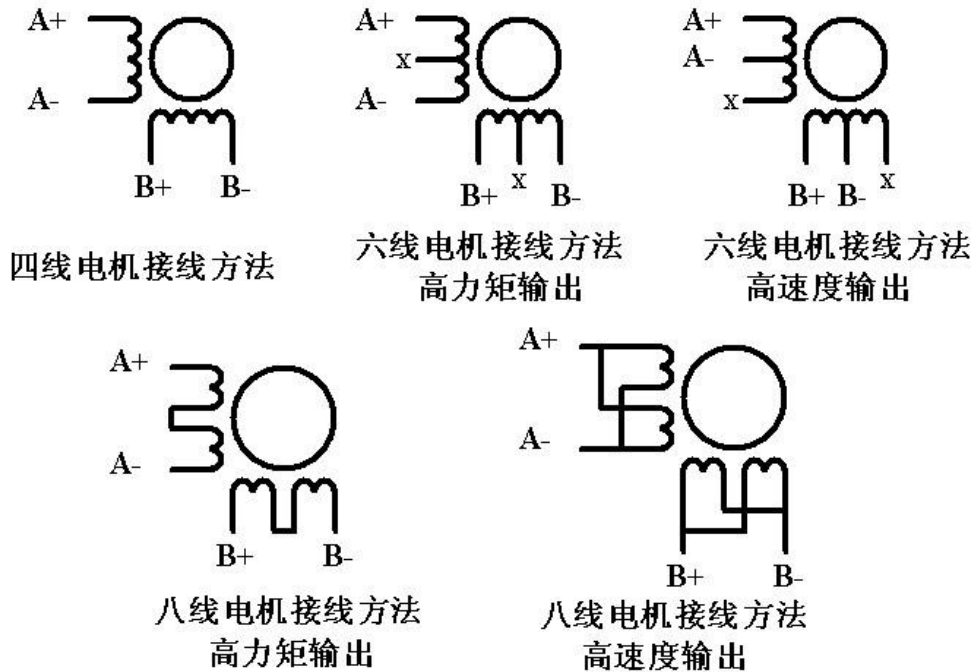 A+
A-
B+ B-
四线电机接线方法
A+
x
A-
B+ x B-
六线电机接线方法
高力矩输出
A+
A-
x
B+ B- x
六线电机接线方法
高速度输出
A+
A-
B+ B-
八线电机接线方法
高力矩输出
A+
A-
B+ B-
八线电机接线方法
高速度输出